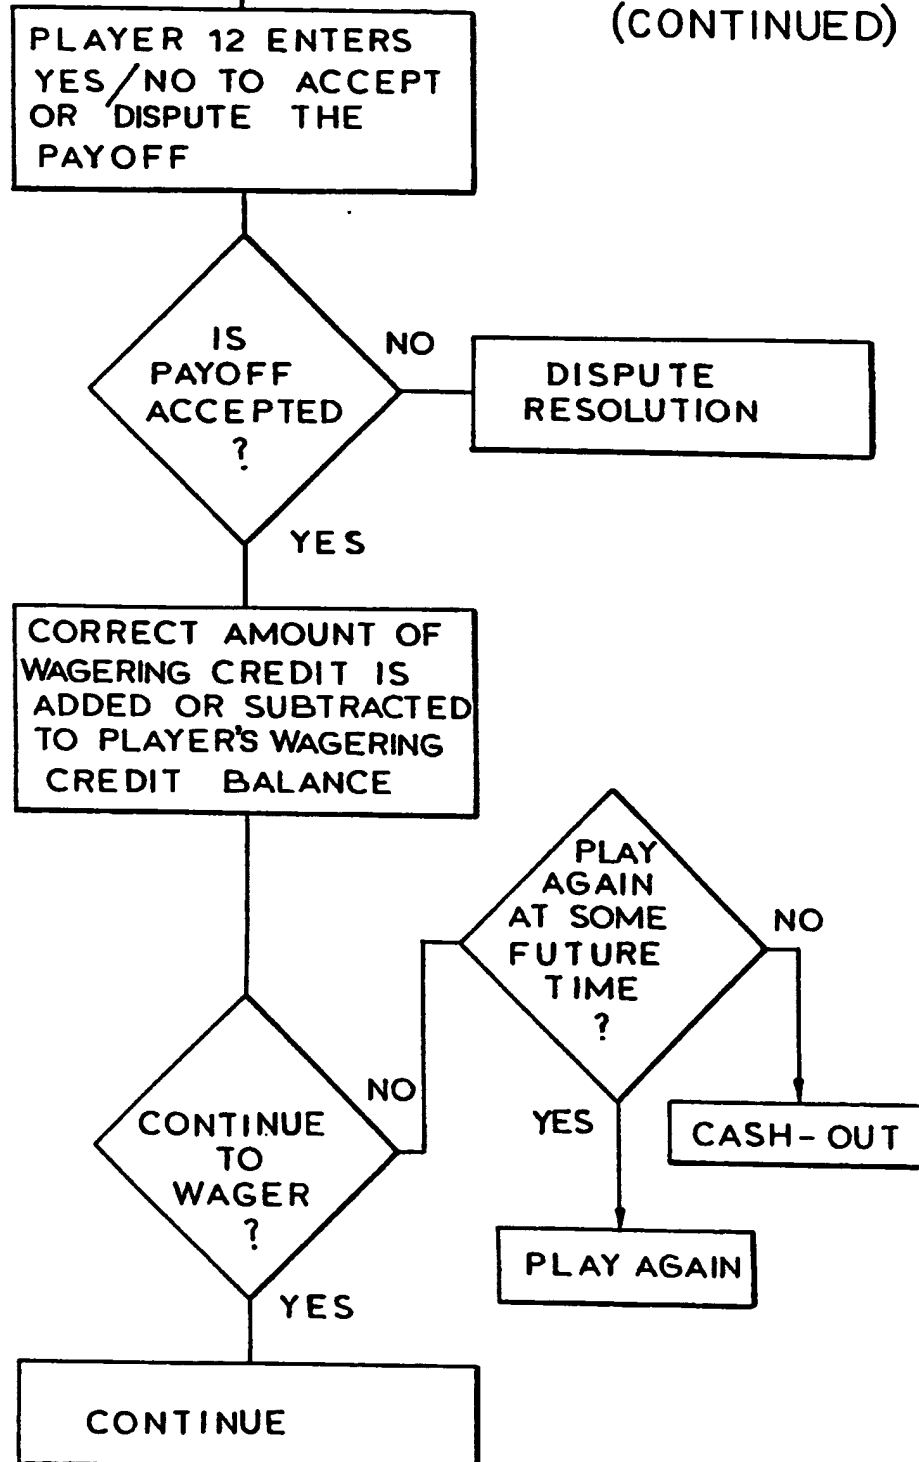 (CONTINUED)
PLAYER 12 ENTERS
YES/NO TO ACCEPT
OR DISPUTE THE
PAYOFF
IS
PAYOFF
ACCEPTED
?
NO
DISPUTE
RESOLUTION
YES
CORRECT AMOUNT OF
WAGERING CREDIT IS
ADDED OR SUBTRACTED
TO PLAYER'S WAGERING
CREDIT BALANCE
PLAY
AGAIN
AT SOME
FUTURE
TIME
?
NO
CASH-OUT
YES
PLAY AGAIN
NO
CONTINUE
TO
WAGER
?
YES
CONTINUE